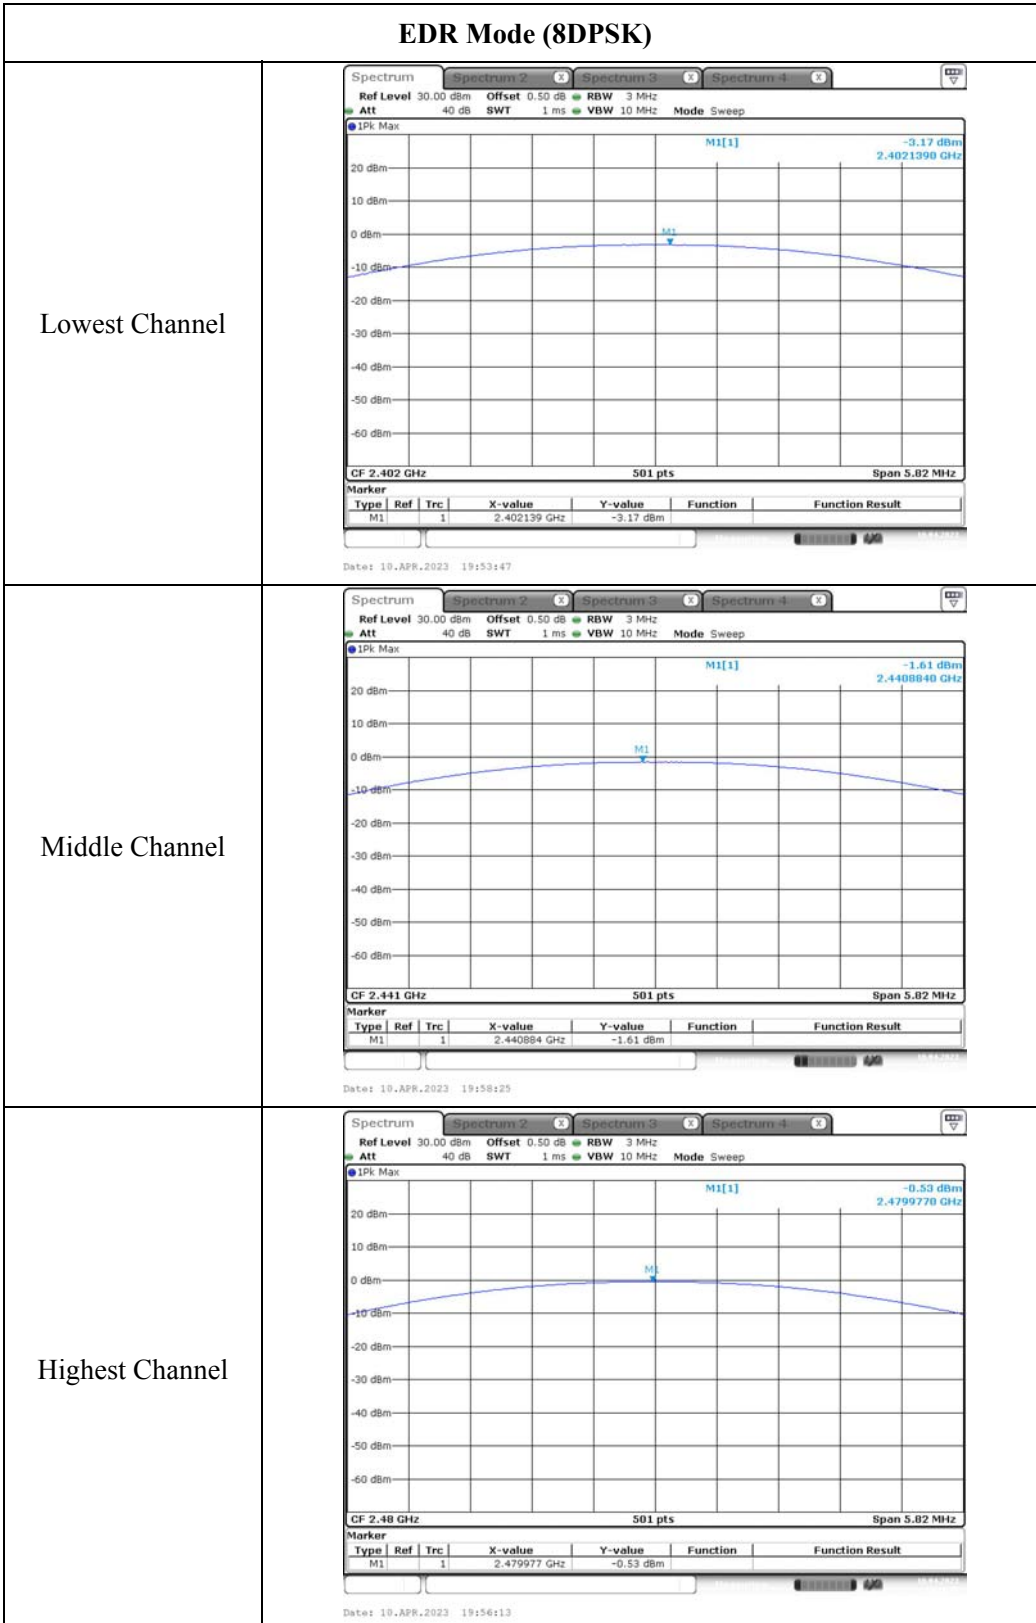 EDR Mode (8DPSK)
Lowest Channel
Spectrum Spectrum 2 X Spectrum 3 X Spectrum 4 X
Ref Level 30.00 dBm Offset 0.50 dB RBW 3 MHz
Att 40 dB SWT 1 ms VBW 10 MHz Mode Sweep
1Pk Max
M1[1] -3.17 dBm
2.4021390 GHz
20 dBm
10 dBm
M1
0 dBm
-10 dBm
-20 dBm
-30 dBm
-40 dBm
-50 dBm
-60 dBm
CF 2.402 GHz 501 pts Span 5.82 MHz
Marker
Type Ref Trc X-value Y-value Function Function Result
M1 1 2.402139 GHz -3.17 dBm
Date: 10.APR.2023 19:53:47
Middle Channel
Spectrum Spectrum 2 X Spectrum 3 X Spectrum 4 X
Ref Level 30.00 dBm Offset 0.50 dB RBW 3 MHz
Att 40 dB SWT 1 ms VBW 10 MHz Mode Sweep
1Pk Max
M1[1] -1.61 dBm
2.4408840 GHz
20 dBm
10 dBm
M1
0 dBm
-10 dBm
-20 dBm
-30 dBm
-40 dBm
-50 dBm
-60 dBm
CF 2.441 GHz 501 pts Span 5.82 MHz
Marker
Type Ref Trc X-value Y-value Function Function Result
M1 1 2.440884 GHz -1.61 dBm
Date: 10.APR.2023 19:58:25
Highest Channel
Spectrum Spectrum 2 X Spectrum 3 X Spectrum 4 X
Ref Level 30.00 dBm Offset 0.50 dB RBW 3 MHz
Att 40 dB SWT 1 ms VBW 10 MHz Mode Sweep
1Pk Max
M1[1] -0.53 dBm
2.4799770 GHz
20 dBm
10 dBm
M1
0 dBm
-10 dBm
-20 dBm
-30 dBm
-40 dBm
-50 dBm
-60 dBm
CF 2.48 GHz 501 pts Span 5.82 MHz
Marker
Type Ref Trc X-value Y-value Function Function Result
M1 1 2.479977 GHz -0.53 dBm
Date: 10.APR.2023 19:56:13